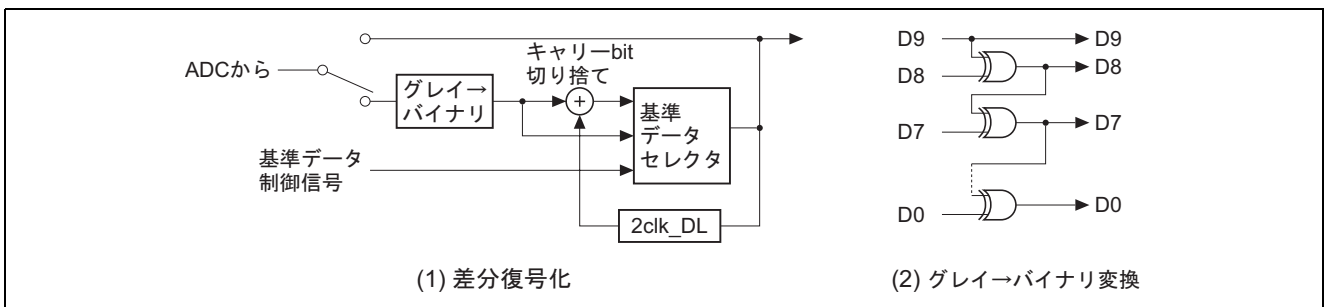 ADCから
グレイ→
バイナリ
キャリーbit
切り捨て
+
基準
データ
セレクタ
基準データ
制御信号
2clk_DL
(1) 差分復号化
D9
D9
D8
D8
D7
D7
D0
D0
(2) グレイ→バイナリ変換